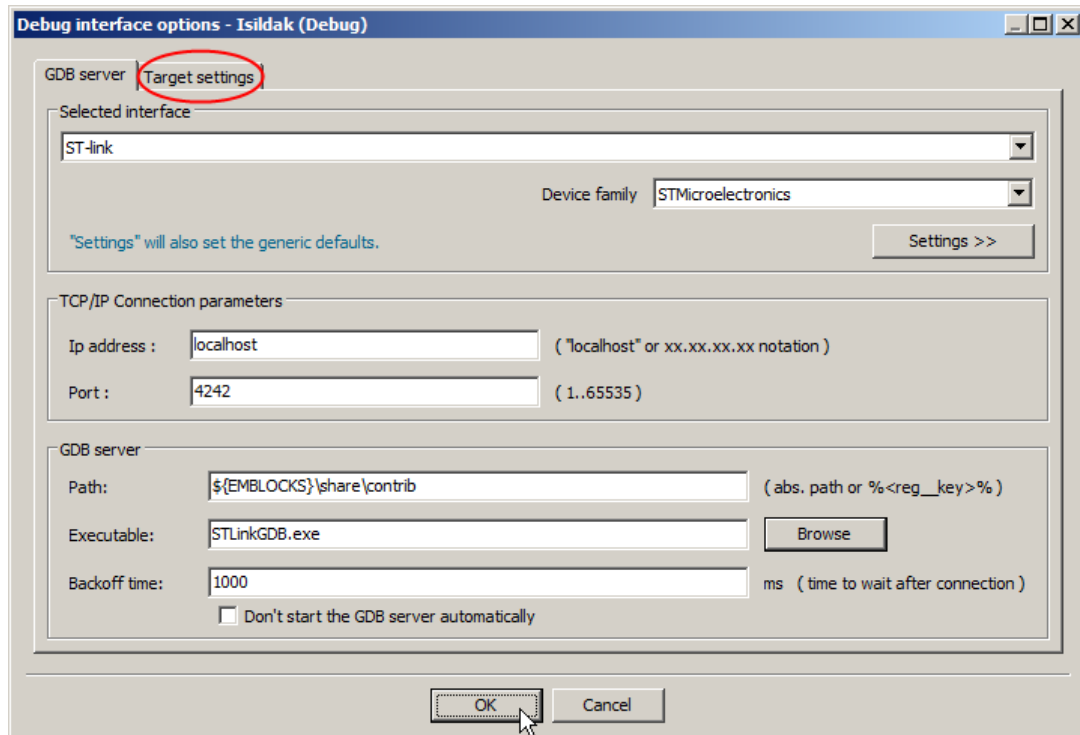 Debug interface options - Isildak (Debug)
GDB server Target settings
Selected interface
ST-link
Device family STMicroelectronics
"Settings" will also set the generic defaults. Settings >>
TCP/IP Connection parameters
Ip address : localhost ( "localhost" or xx.xx.xx.xx notation )
Port : 4242 ( 1..65535 )
GDB server
Path: ${EMBLOCKS}\share\contrib ( abs. path or %<reg__key>% )
Executable: STLinkGDB.exe Browse
Backoff time: 1000 ms ( time to wait after connection )
Don't start the GDB server automatically
OK Cancel